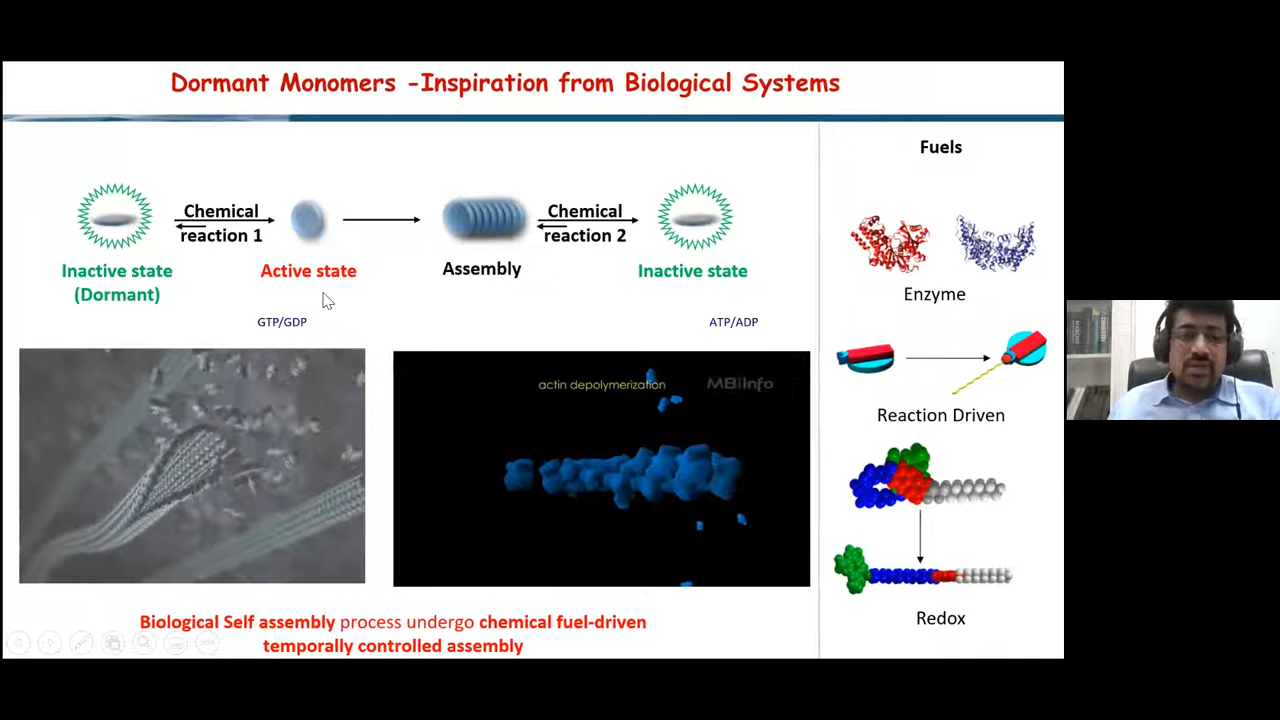 Dormant Monomers -Inspiration from Biological Systems
Fuels
Chemical
reaction 1
Chemical
reaction 2
Inactive state
(Dormant)
Active state
Assembly
Inactive state
GTP/GDP
ATP/ADP
Enzyme
actin depolymerization
MBInfo
Reaction Driven
Redox
Biological Self assembly process undergo chemical fuel-driven
temporally controlled assembly